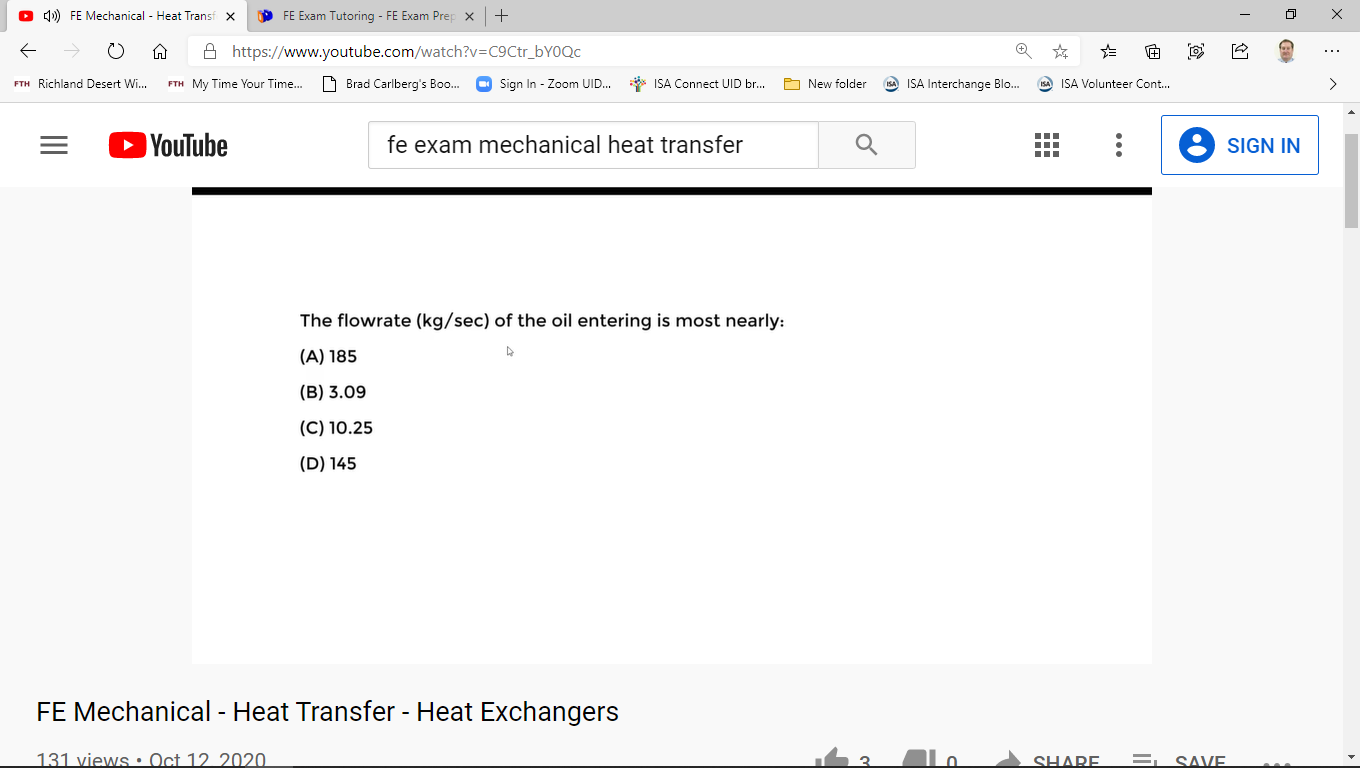 FE Mechanical - Heat Transf
FE Exam Tutoring - FE Exam Prep
https://www.youtube.com/watch?v=C9Ctr_bY0Qc
FTH Richland Desert Wi... FTH My Time Your Time... Brad Carlberg's Boo... Sign In - Zoom UID... ISA Connect UID br... New folder ISA ISA Interchange Blo... ISA ISA Volunteer Cont...
YouTube fe exam mechanical heat transfer SIGN IN
The flowrate (kg/sec) of the oil entering is most nearly:
(A) 185
(B) 3.09
(C) 10.25
(D) 145
FE Mechanical - Heat Transfer - Heat Exchangers
131 views • Oct 12, 2020 3 0 SHARE SAVE